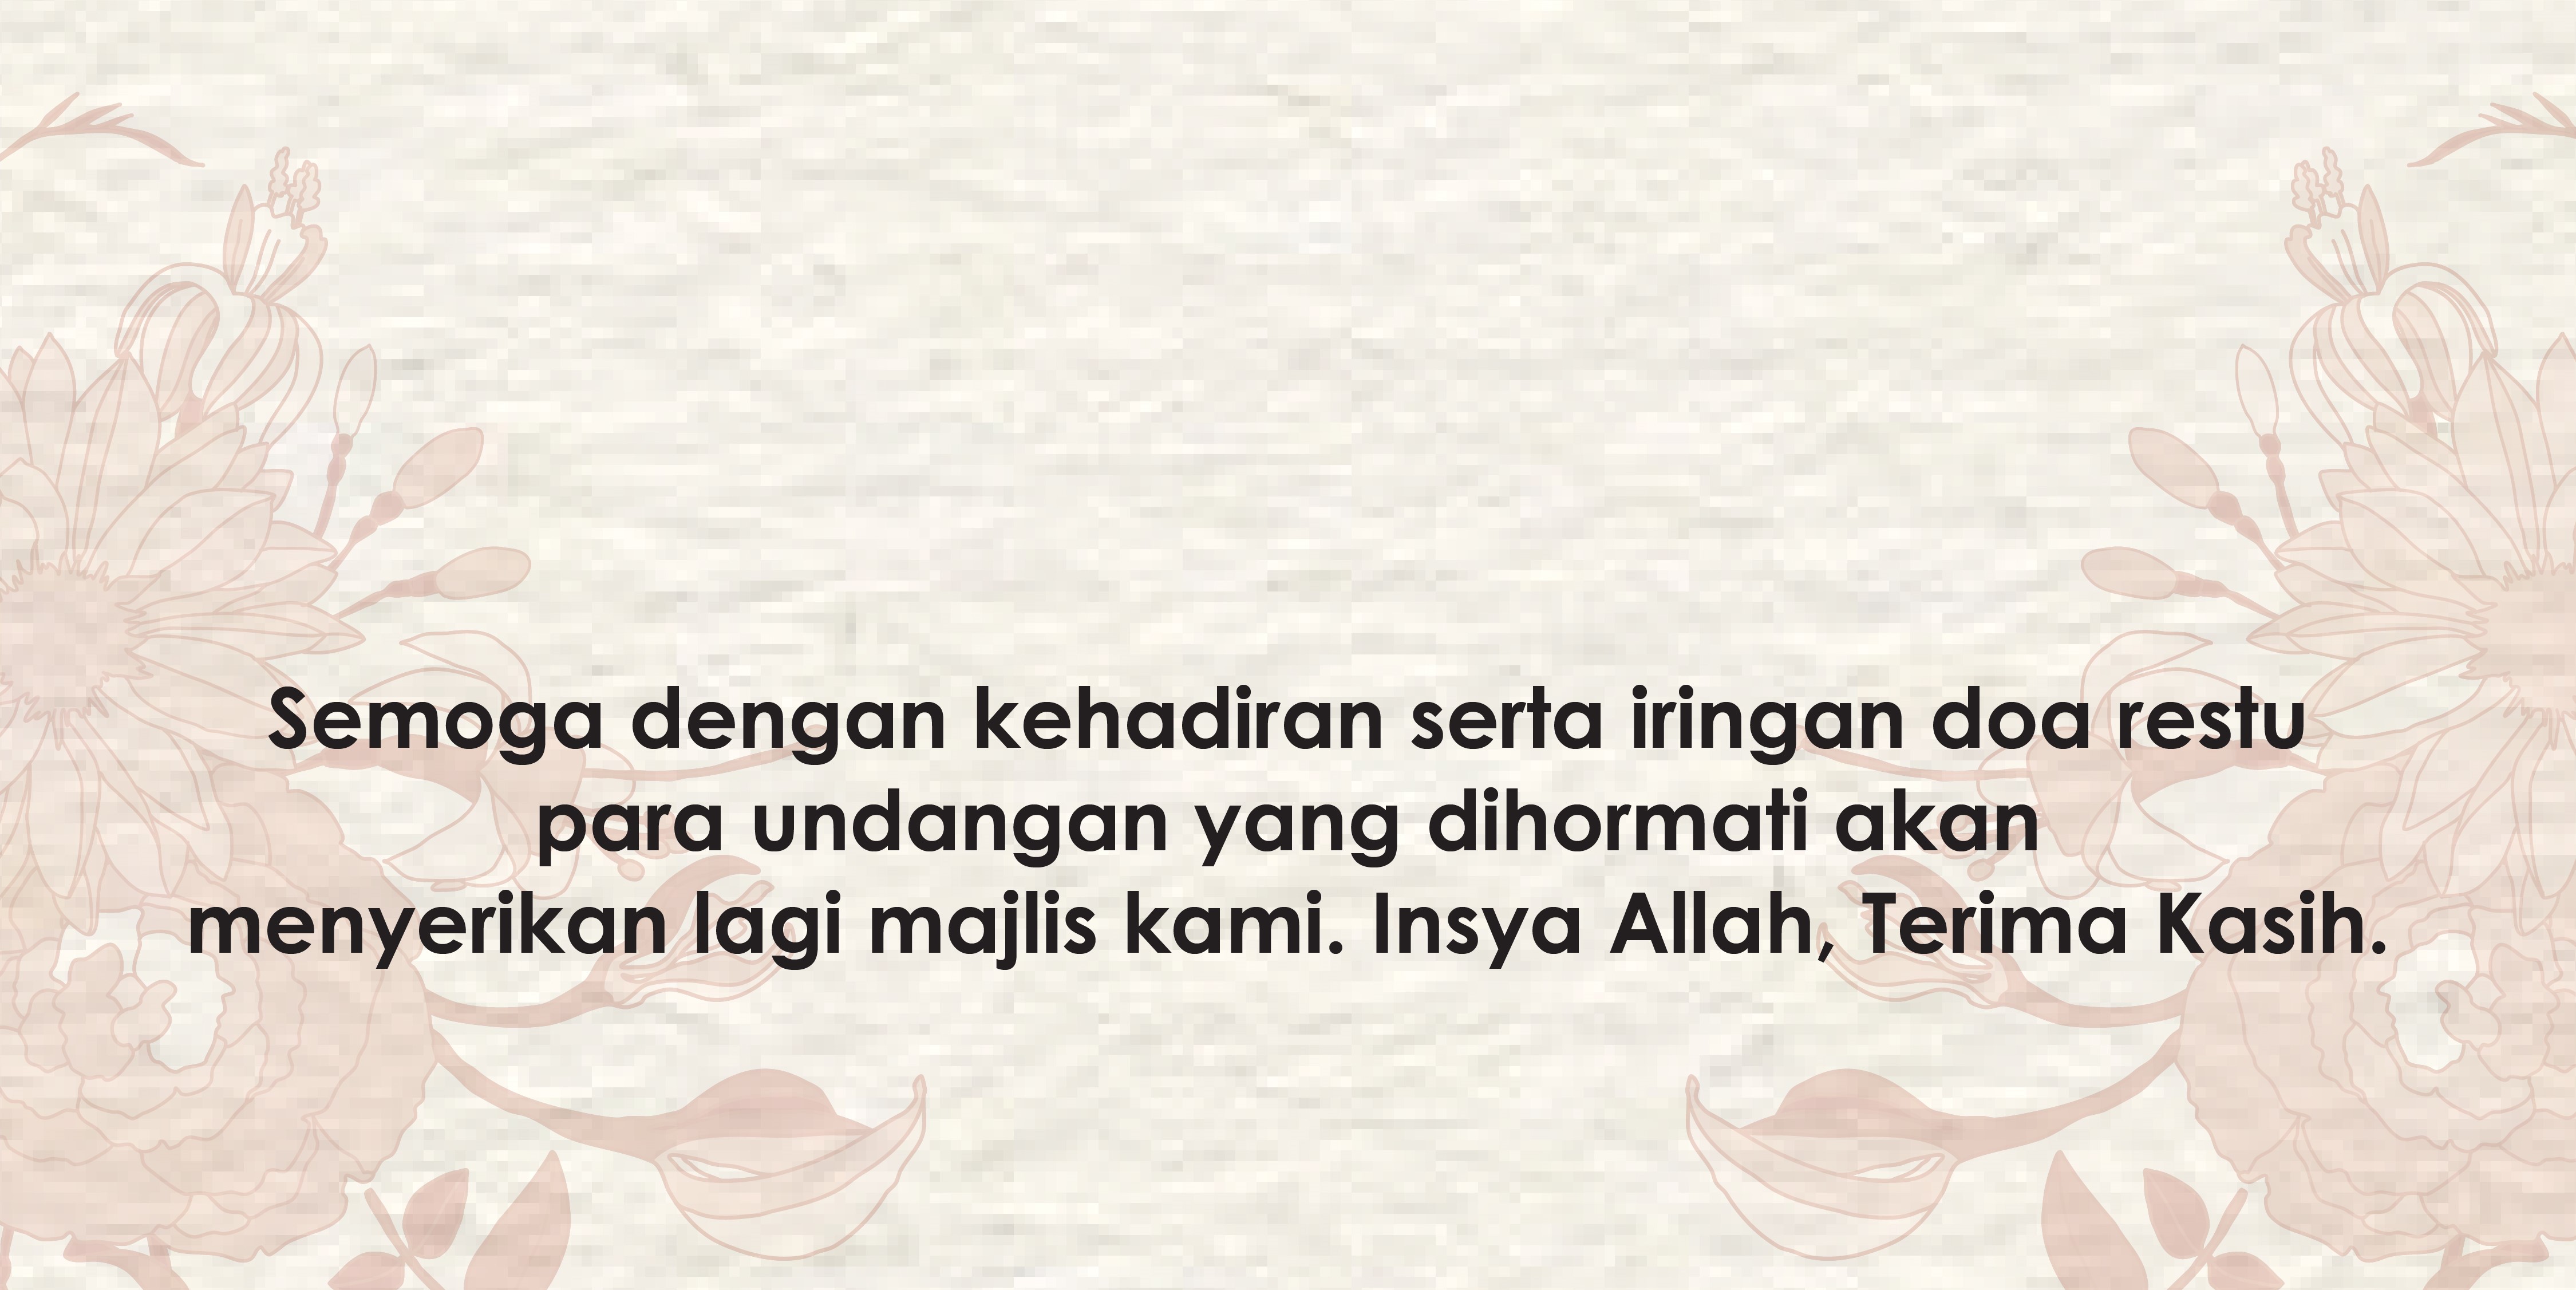 Semoga dengan kehadiran serta iringan doa restu
para undangan yang dihormati akan
menyerikan lagi majlis kami. Insya Allah, Terima Kasih.